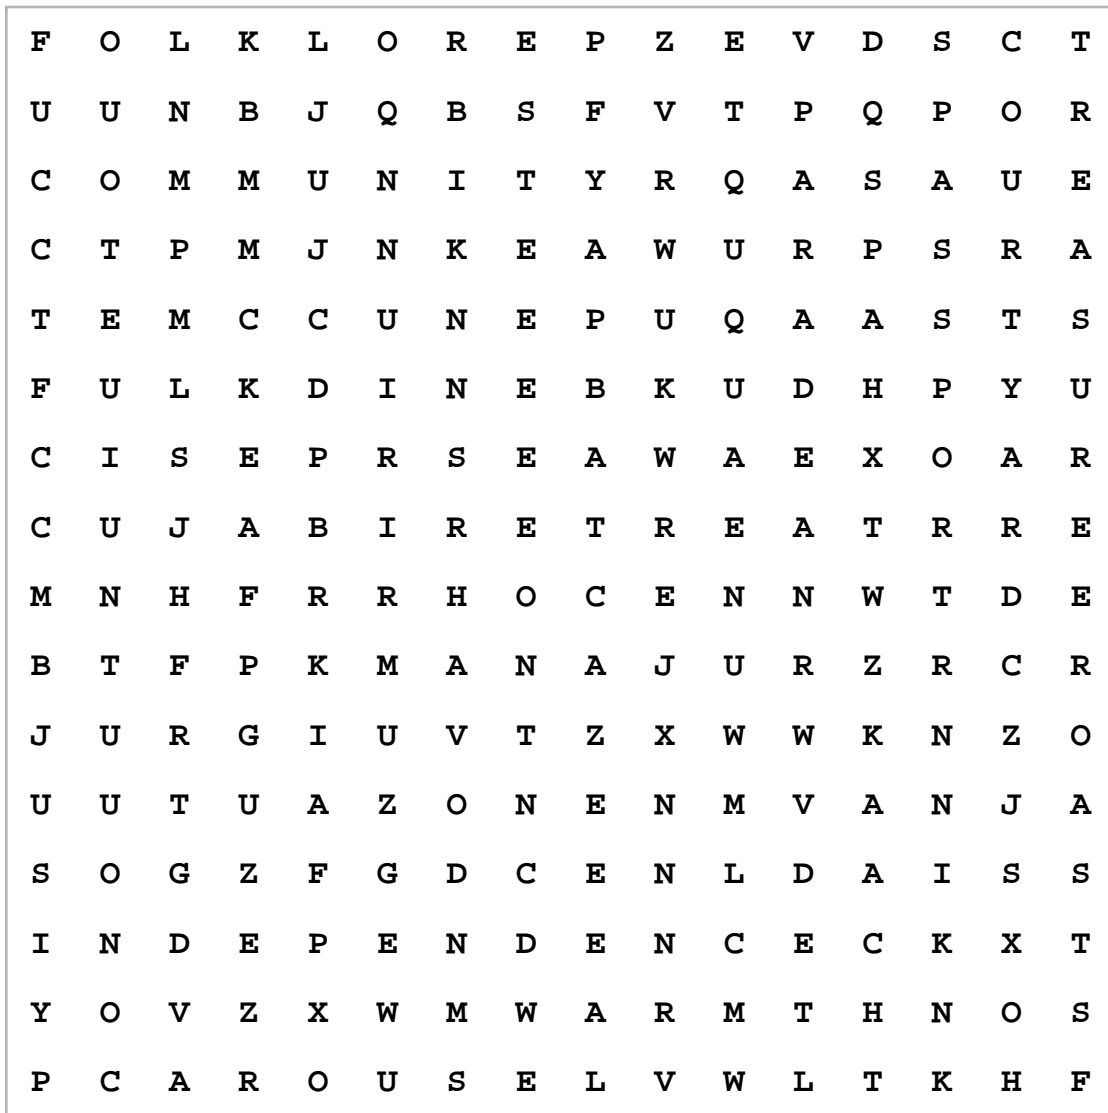 F O L K L O R E P Z E V D S C T
U U N B J Q B S F V T P Q P O R
C O M M U N I T Y R Q A S A U E
C T P M J N K E A W U R P S R A
T E M C C U N E P U Q A A S T S
F U L K D I N E B K U D H P Y U
C I S E P R S E A W A E X O A R
C U J A B I R E T R E A T R R E
M N H F R R H O C E N N W T D E
B T F P K M A N A J U R Z R C R
J U R G I U V T Z X W W K N Z O
U U T U A Z O N E N M V A N J A
S O G Z F G D C E N L D A I S S
I N D E P E N D E N C E C K X T
Y O V Z X W M W A R M T H N O S
P C A R O U S E L V W L T K H F